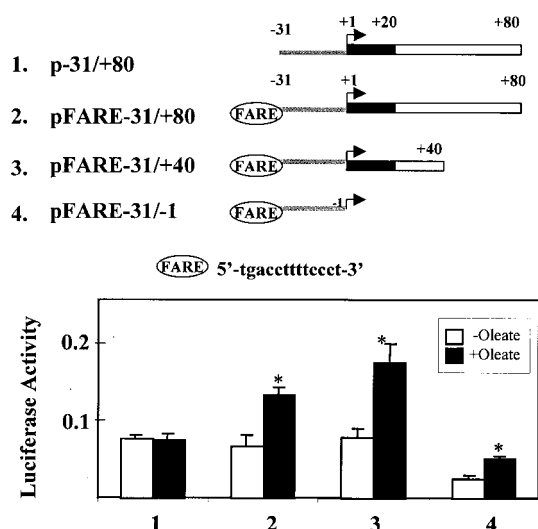 -31 +1 +20 +80
1. p-31/+80
-31 +1 +80
2. pFARE-31/+80 FARE
+40
3. pFARE-31/+40 FARE
-1
4. pFARE-31/-1 FARE
FARE 5'-tgaccttttccct-3'
Luciferase Activity
0.2
0.1
-Oleate
+Oleate
* * *
1 2 3 4